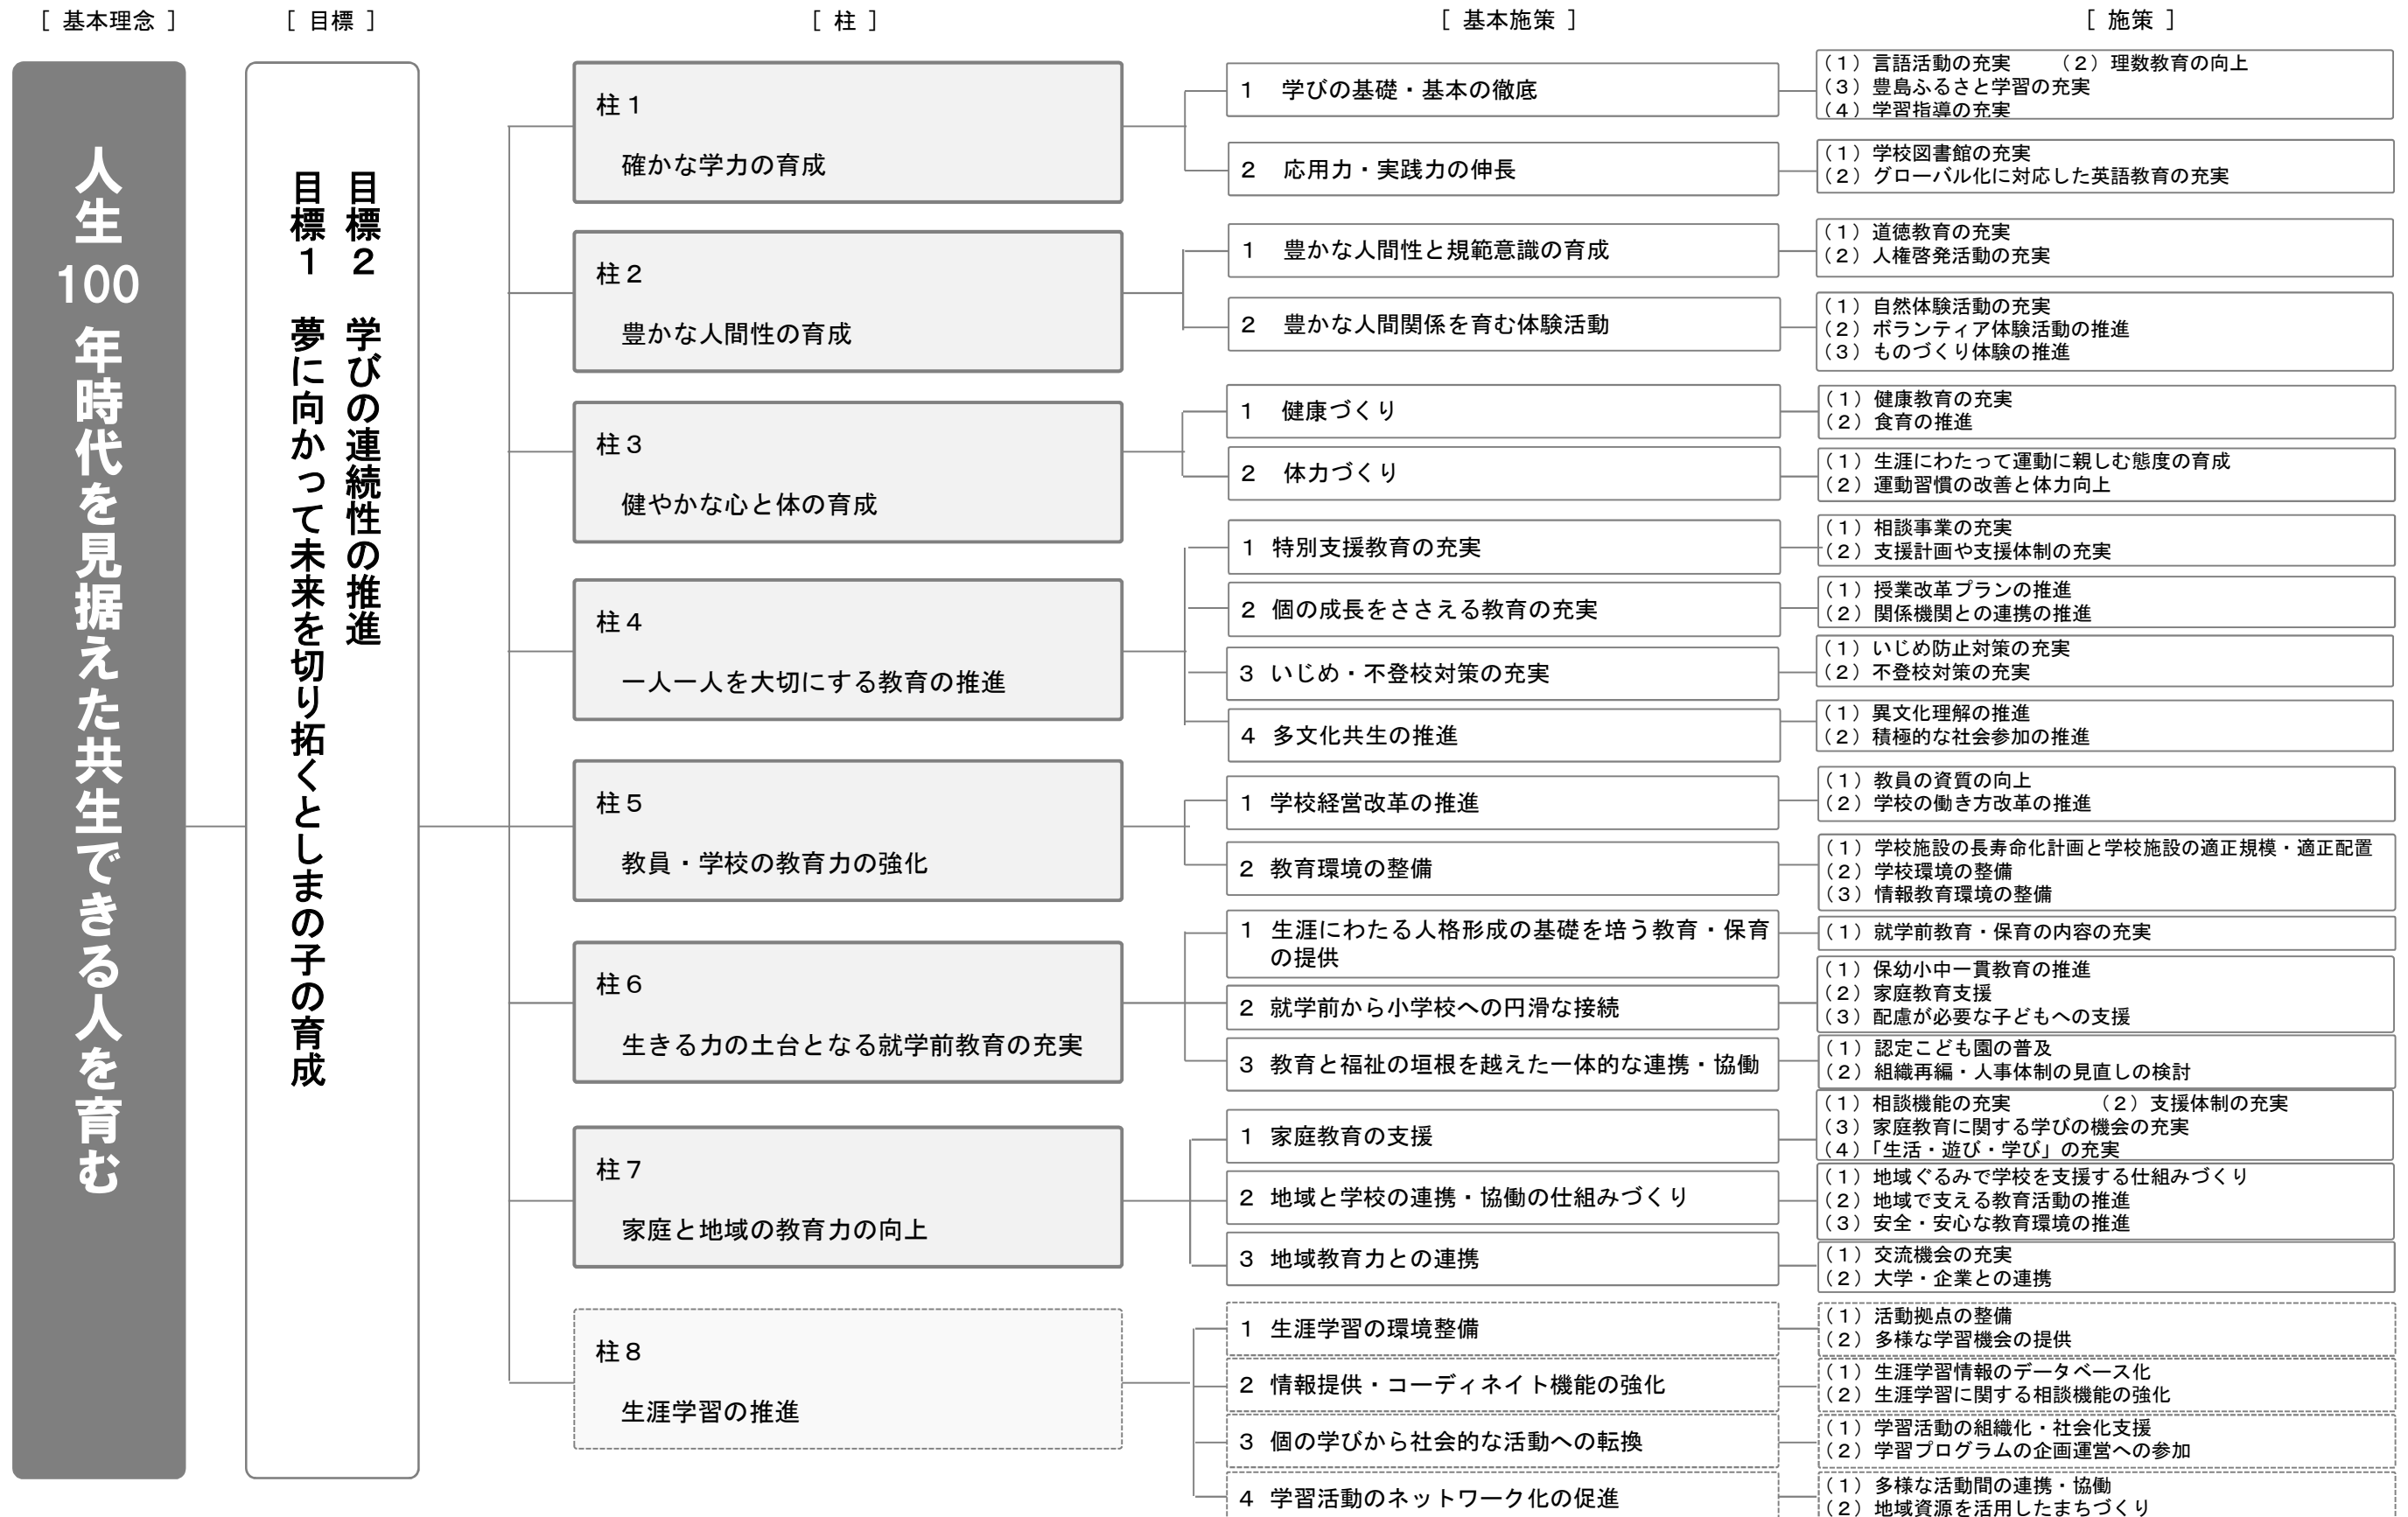 ［ 基本理念 ］
［ 目標 ］
［ 柱 ］
［ 基本施策 ］
［ 施策 ］
人生100年時代を見据えた共生できる人を育む
目標２　学びの連続性の推進
目標１　夢に向かって未来を切り拓くとしまの子の育成
柱１
確かな学力の育成
1　学びの基礎・基本の徹底
（１）言語活動の充実　　（２）理数教育の向上
（３）豊島ふるさと学習の充実
（４）学習指導の充実
2　応用力・実践力の伸長
（１）学校図書館の充実
（２）グローバル化に対応した英語教育の充実
柱２
豊かな人間性の育成
1　豊かな人間性と規範意識の育成
（１）道徳教育の充実
（２）人権啓発活動の充実
2　豊かな人間関係を育む体験活動
（１）自然体験活動の充実
（２）ボランティア体験活動の推進
（３）ものづくり体験の推進
柱３
健やかな心と体の育成
1　健康づくり
（１）健康教育の充実
（２）食育の推進
2　体力づくり
（１）生涯にわたって運動に親しむ態度の育成
（２）運動習慣の改善と体力向上
柱４
一人一人を大切にする教育の推進
1 特別支援教育の充実
（１）相談事業の充実
（２）支援計画や支援体制の充実
2 個の成長をささえる教育の充実
（１）授業改革プランの推進
（２）関係機関との連携の推進
3 いじめ・不登校対策の充実
（１）いじめ防止対策の充実
（２）不登校対策の充実
4 多文化共生の推進
（１）異文化理解の推進
（２）積極的な社会参加の推進
柱５
教員・学校の教育力の強化
1 学校経営改革の推進
（１）教員の資質の向上
（２）学校の働き方改革の推進
2 教育環境の整備
（１）学校施設の長寿命化計画と学校施設の適正規模・適正配置
（２）学校環境の整備
（３）情報教育環境の整備
柱６
生きる力の土台となる就学前教育の充実
1 生涯にわたる人格形成の基礎を培う教育・保育
の提供
（１）就学前教育・保育の内容の充実
2 就学前から小学校への円滑な接続
（１）保幼小中一貫教育の推進
（２）家庭教育支援
（３）配慮が必要な子どもへの支援
3 教育と福祉の垣根を越えた一体的な連携・協働
（１）認定こども園の普及
（２）組織再編・人事体制の見直しの検討
柱７
家庭と地域の教育力の向上
1 家庭教育の支援
（１）相談機能の充実　　　　（２）支援体制の充実
（３）家庭教育に関する学びの機会の充実
（４）「生活・遊び・学び」の充実
2 地域と学校の連携・協働の仕組みづくり
（１）地域ぐるみで学校を支援する仕組みづくり
（２）地域で支える教育活動の推進
（３）安全・安心な教育環境の推進
3 地域教育力との連携
（１）交流機会の充実
（２）大学・企業との連携
柱８
生涯学習の推進
1 生涯学習の環境整備
（１）活動拠点の整備
（２）多様な学習機会の提供
2 情報提供・コーディネイト機能の強化
（１）生涯学習情報のデータベース化
（２）生涯学習に関する相談機能の強化
3 個の学びから社会的な活動への転換
（１）学習活動の組織化・社会化支援
（２）学習プログラムの企画運営への参加
4 学習活動のネットワーク化の促進
（１）多様な活動間の連携・協働
（２）地域資源を活用したまちづくり